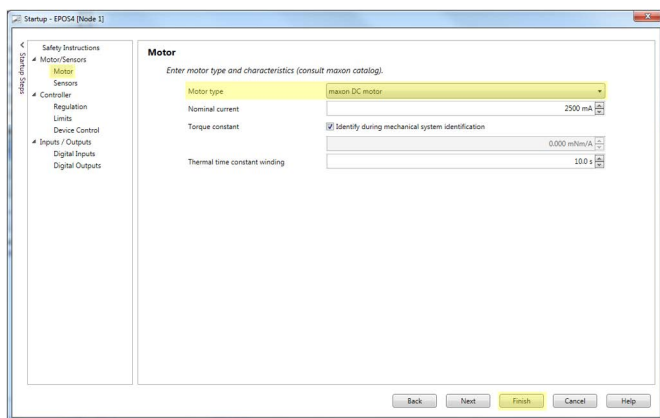 Startup - EPOS4 [Node 1]
Startup Steps
Safety Instructions
Motor/Sensors
Motor
Sensors
Controller
Regulation
Limits
Device Control
Inputs / Outputs
Digital Inputs
Digital Outputs
Motor
Enter motor type and characteristics (consult maxon catalog).
Motor type maxon DC motor
Nominal current 2500 mA
Torque constant Identify during mechanical system identification
0.000 mNm/A
Thermal time constant winding 10.0 s
Back Next Finish Cancel Help